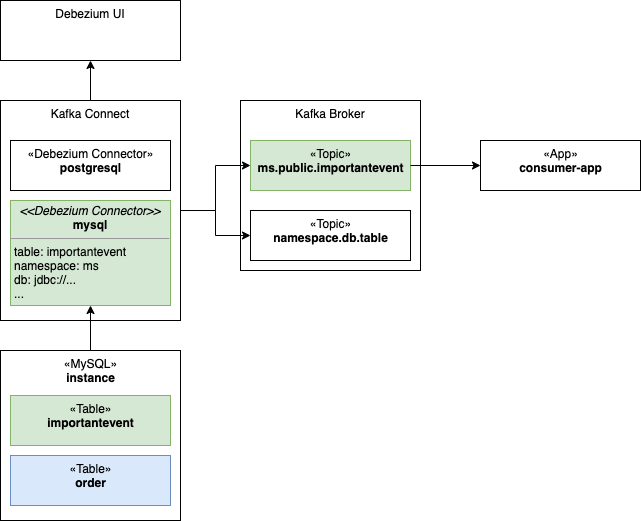 Debezium UI
Kafka Connect
«Debezium Connector»
postgresql
<<Debezium Connector>>
mysql
table: importantevent
namespace: ms
db: jdbc://...
...
Kafka Broker
«Topic»
ms.public.importantevent
«Topic»
namespace.db.table
«App»
consumer-app
«MySQL»
instance
«Table»
importantevent
«Table»
order